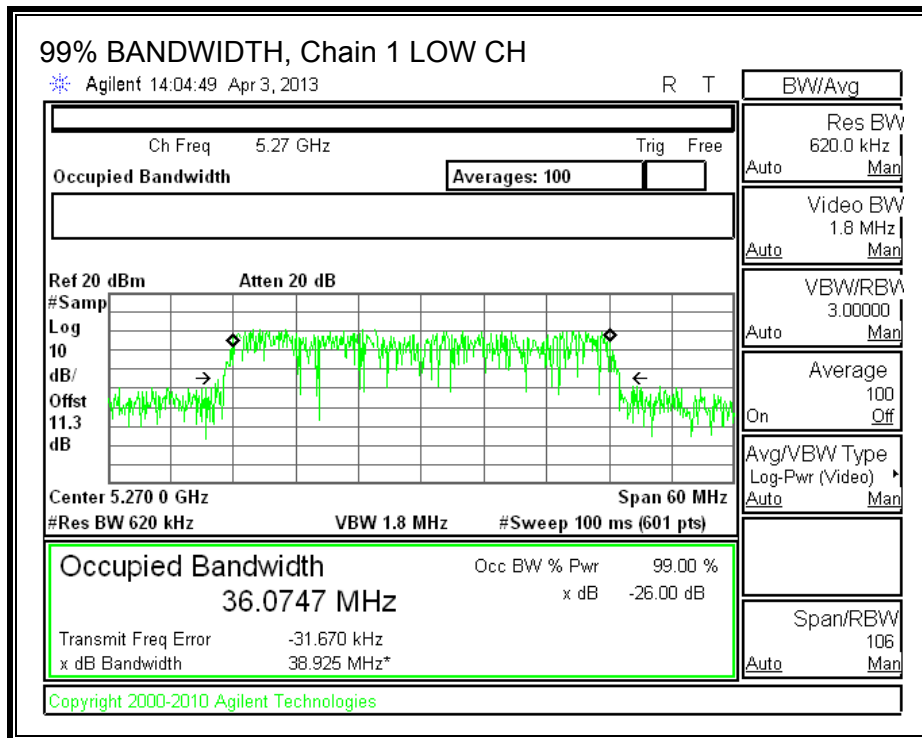 99% BANDWIDTH, Chain 1 LOW CH
Agilent 14:04:49 Apr 3, 2013 R T
Ch Freq 5.27 GHz Trig Free
Occupied Bandwidth Averages: 100
Ref 20 dBm Atten 20 dB
#Samp
Log
10
dB/
Offst
11.3
dB
Center 5.270 0 GHz Span 60 MHz
#Res BW 620 kHz VBW 1.8 MHz #Sweep 100 ms (601 pts)
Occupied Bandwidth Occ BW % Pwr 99.00 %
36.0747 MHz x dB -26.00 dB
Transmit Freq Error -31.670 kHz
x dB Bandwidth 38.925 MHz*
Copyright 2000-2010 Agilent Technologies
BW/Avg
Res BW
620.0 kHz
Auto Man
Video BW
1.8 MHz
Auto Man
VBW/RBW
3.00000
Auto Man
Average
100
On Off
Avg/VBW Type
Log-Pwr (Video)
Auto Man
Span/RBW
106
Auto Man